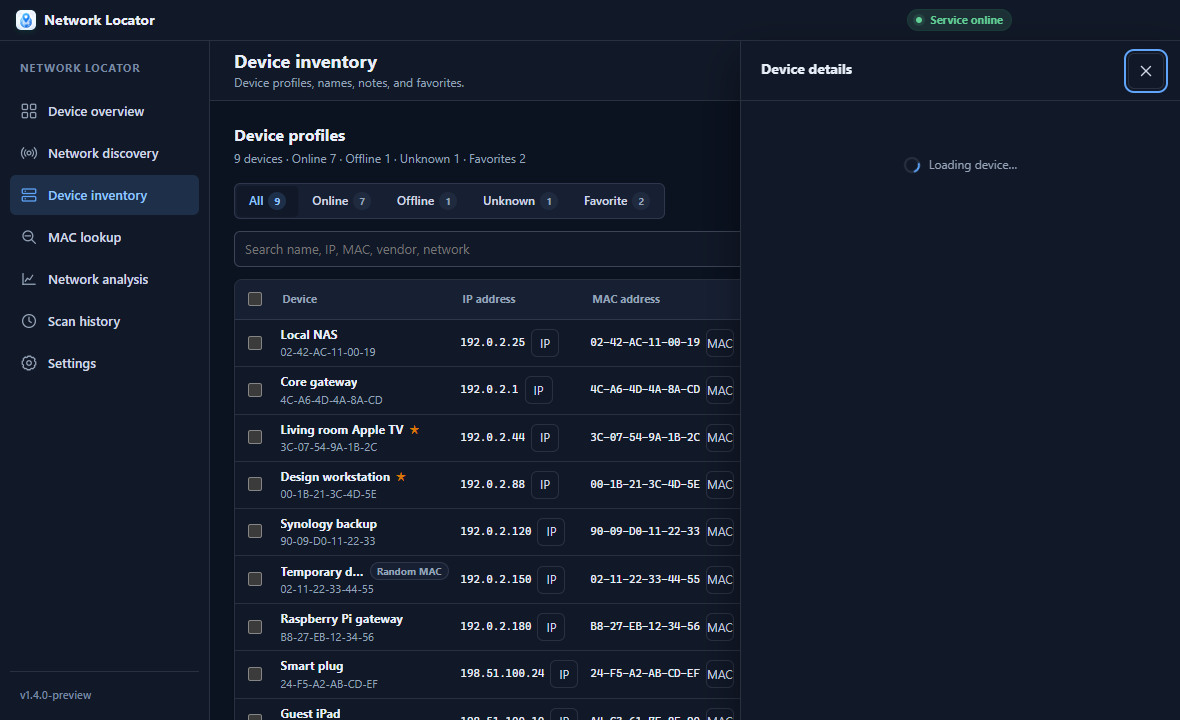 Network Locator
Service online
NETWORK LOCATOR
Device overview
Network discovery
Device inventory
MAC lookup
Network analysis
Scan history
Settings
v1.4.0-preview
Device inventory
Device profiles, names, notes, and favorites.
Device profiles
9 devices · Online 7 · Offline 1 · Unknown 1 · Favorites 2
All 9 Online 7 Offline 1 Unknown 1 Favorite 2
Search name, IP, MAC, vendor, network
Device IP address MAC address
Local NAS
02-42-AC-11-00-19
192.0.2.25 IP 02-42-AC-11-00-19 MAC
Core gateway
4C-A6-4D-4A-8A-CD
192.0.2.1 IP 4C-A6-4D-4A-8A-CD MAC
Living room Apple TV ★
3C-07-54-9A-1B-2C
192.0.2.44 IP 3C-07-54-9A-1B-2C MAC
Design workstation ★
00-1B-21-3C-4D-5E
192.0.2.88 IP 00-1B-21-3C-4D-5E MAC
Synology backup
90-09-D0-11-22-33
192.0.2.120 IP 90-09-D0-11-22-33 MAC
Temporary d... Random MAC
02-11-22-33-44-55
192.0.2.150 IP 02-11-22-33-44-55 MAC
Raspberry Pi gateway
B8-27-EB-12-34-56
192.0.2.180 IP B8-27-EB-12-34-56 MAC
Smart plug
24-F5-A2-AB-CD-EF
198.51.100.24 IP 24-F5-A2-AB-CD-EF MAC
Guest iPad
Device details
Loading device...